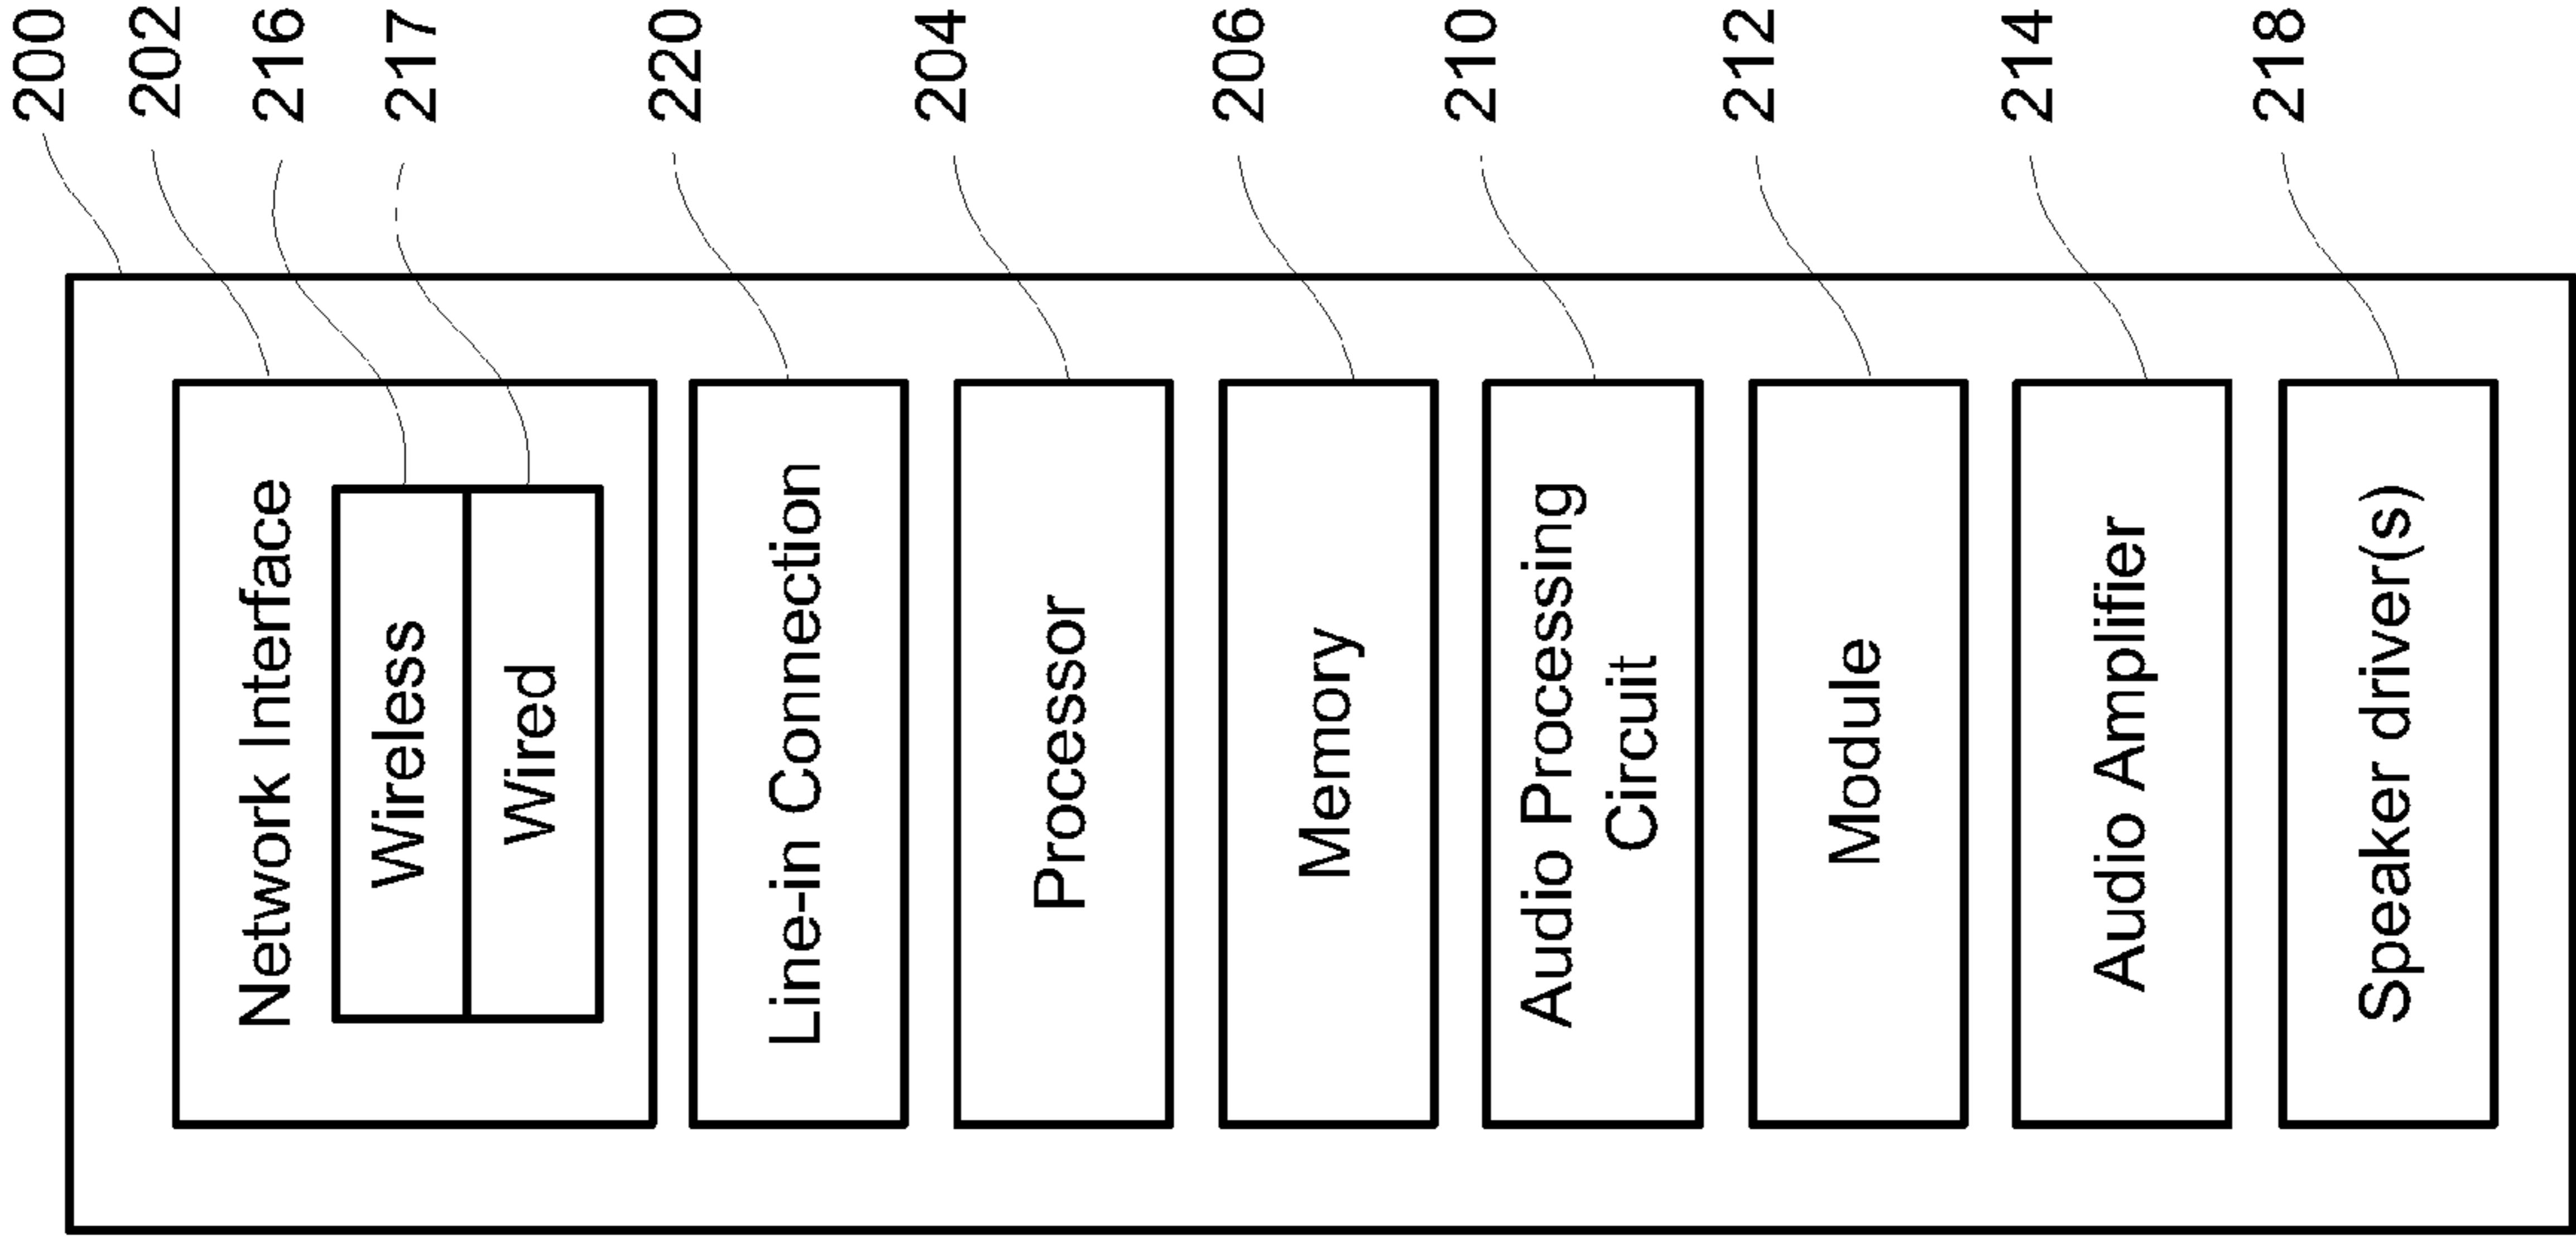 200
202
Network Interface
216
Wireless
217
Wired
220
Line-in Connection
204
Processor
206
Memory
210
Audio Processing
Circuit
212
Module
214
Audio Amplifier
218
Speaker driver(s)